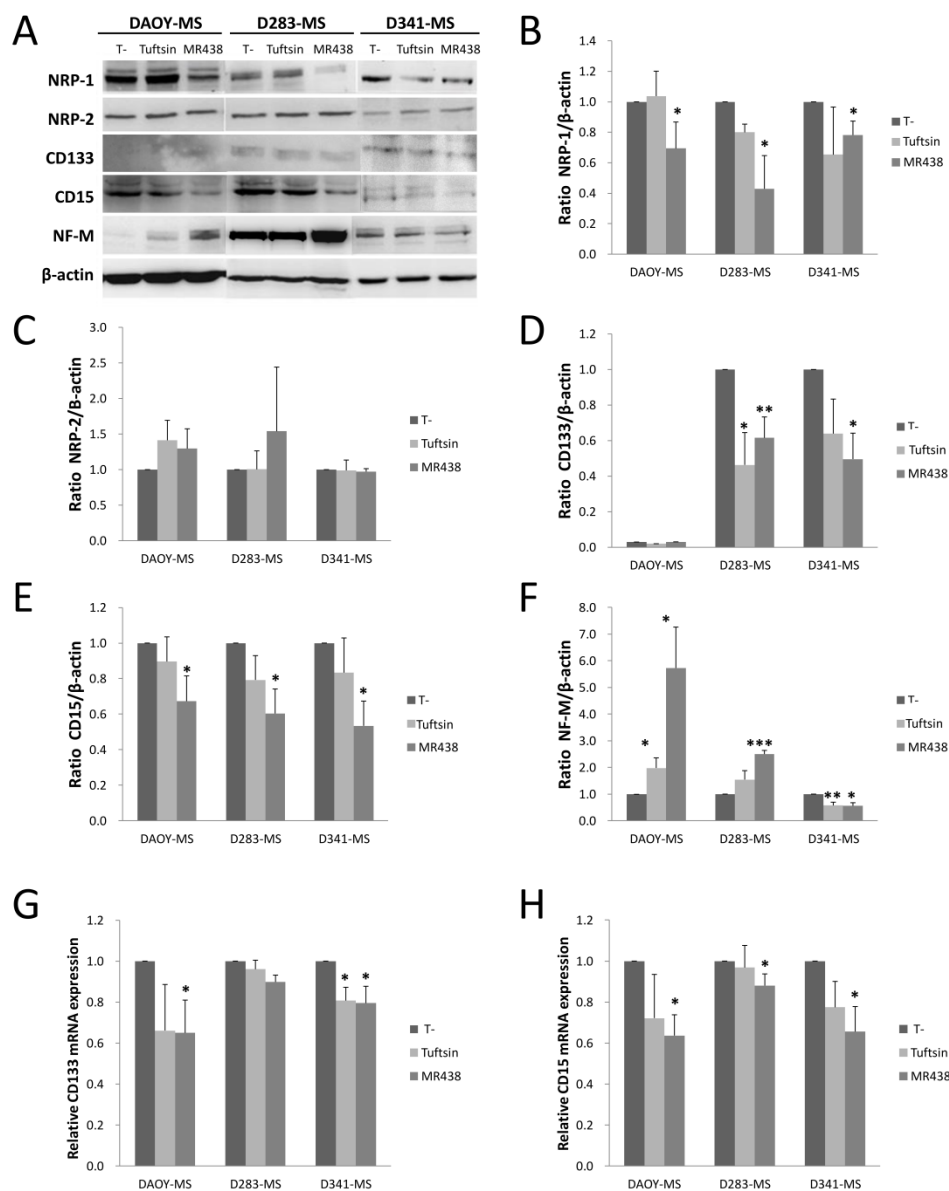 A
DAOY-MS D283-MS D341-MS
T- Tuftsin MR438 T- Tuftsin MR438 T- Tuftsin MR438
NRP-1
NRP-2
CD133
CD15
NF-M
β-actin
B
Ratio NRP-1/β-actin
1.4
1.2
1.0
0.8
0.6
0.4
0.2
0.0
* * *
DAOY-MS D283-MS D341-MS
T-
Tuftsin
MR438
C
Ratio NRP-2/B-actin
3.0
2.5
2.0
1.5
1.0
0.5
0.0
DAOY-MS D283-MS D341-MS
T-
Tuftsin
MR438
D
Ratio CD133/β-actin
1.2
1.0
0.8
0.6
0.4
0.2
0.0
* ** *
DAOY-MS D283-MS D341-MS
T-
Tuftsin
MR438
E
Ratio CD15/β-actin
1.2
1.0
0.8
0.6
0.4
0.2
0.0
* * *
DAOY-MS D283-MS D341-MS
T-
Tuftsin
MR438
F
Ratio NF-M/β-actin
8.0
7.0
6.0
5.0
4.0
3.0
2.0
1.0
0.0
* * *** ** *
DAOY-MS D283-MS D341-MS
T-
Tuftsin
MR438
G
Relative CD133 mRNA expression
1.2
1.0
0.8
0.6
0.4
0.2
0.0
* * *
DAOY-MS D283-MS D341-MS
T-
Tuftsin
MR438
H
Relative CD15 mRNA expression
1.2
1.0
0.8
0.6
0.4
0.2
0.0
* * *
DAOY-MS D283-MS D341-MS
T-
Tuftsin
MR438